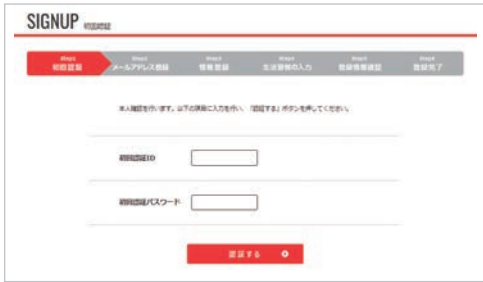 SIGNUP 初回認証
Step1 Step2 Step3 Step4
初回認証 メールアドレス登録 情報登録 生活習慣の入力 登録情報確認 登録完了
本人確認を行います。以下の項目に入力を行い、「認証する」ボタンを押してください。
初回認証ID
初回認証パスワード
認証する